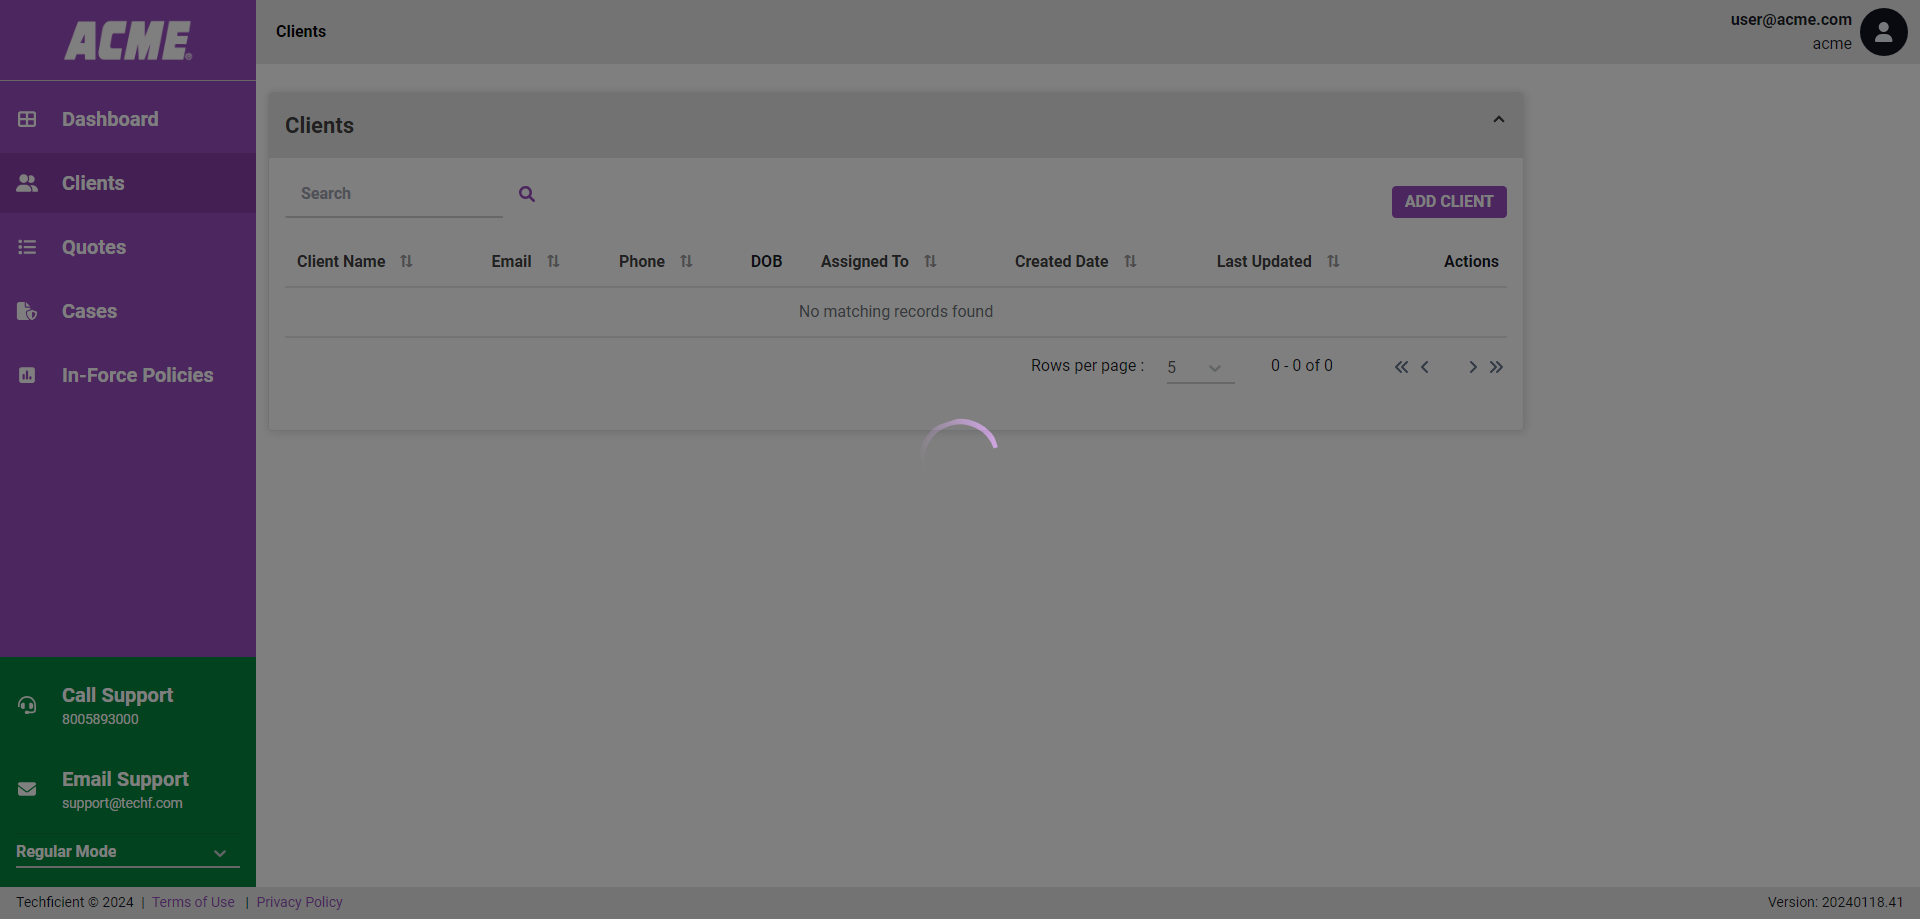 ACME
Clients
user@acme.com
acme
Dashboard
Clients
Quotes
Cases
In-Force Policies
Clients
Search
ADD CLIENT
Client Name Email Phone DOB Assigned To Created Date Last Updated Actions
No matching records found
Rows per page : 5 0 - 0 of 0
Call Support
8005893000
Email Support
support@techf.com
Regular Mode
Techficient © 2024 | Terms of Use | Privacy Policy
Version: 20240118.41